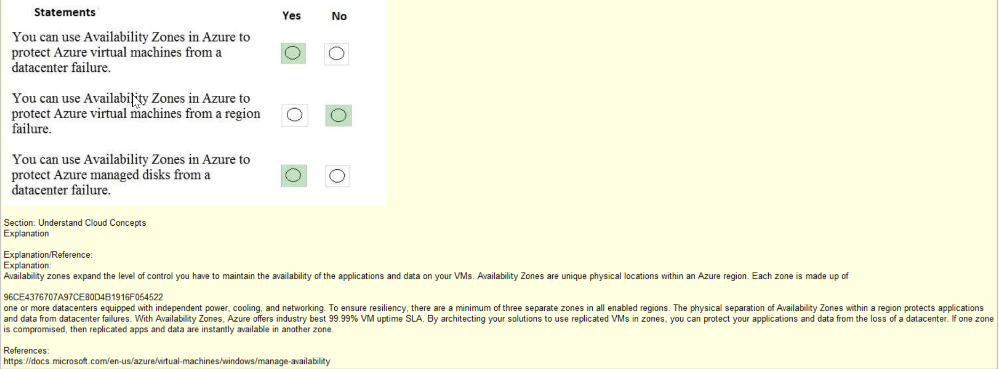 Statements
Yes No
You can use Availability Zones in Azure to
protect Azure virtual machines from a
datacenter failure.
You can use Availability Zones in Azure to
protect Azure virtual machines from a region
failure.
You can use Availability Zones in Azure to
protect Azure managed disks from a
datacenter failure.
Section: Understand Cloud Concepts
Explanation
Explanation/Reference:
Explanation:
Availability zones expand the level of control you have to maintain the availability of the applications and data on your VMs. Availability Zones are unique physical locations within an Azure region. Each zone is made up of
96CE4376707A97CE80D4B1916F054522
one or more datacenters equipped with independent power, cooling, and networking. To ensure resiliency, there are a minimum of three separate zones in all enabled regions. The physical separation of Availability Zones within a region protects applications
and data from datacenter failures. With Availability Zones, Azure offers industry best 99.99% VM uptime SLA. By architecting your solutions to use replicated VMs in zones, you can protect your applications and data from the loss of a datacenter. If one zone
is compromised, then replicated apps and data are instantly available in another zone.
References:
https://docs.microsoft.com/en-us/azure/virtual-machines/windows/manage-availability